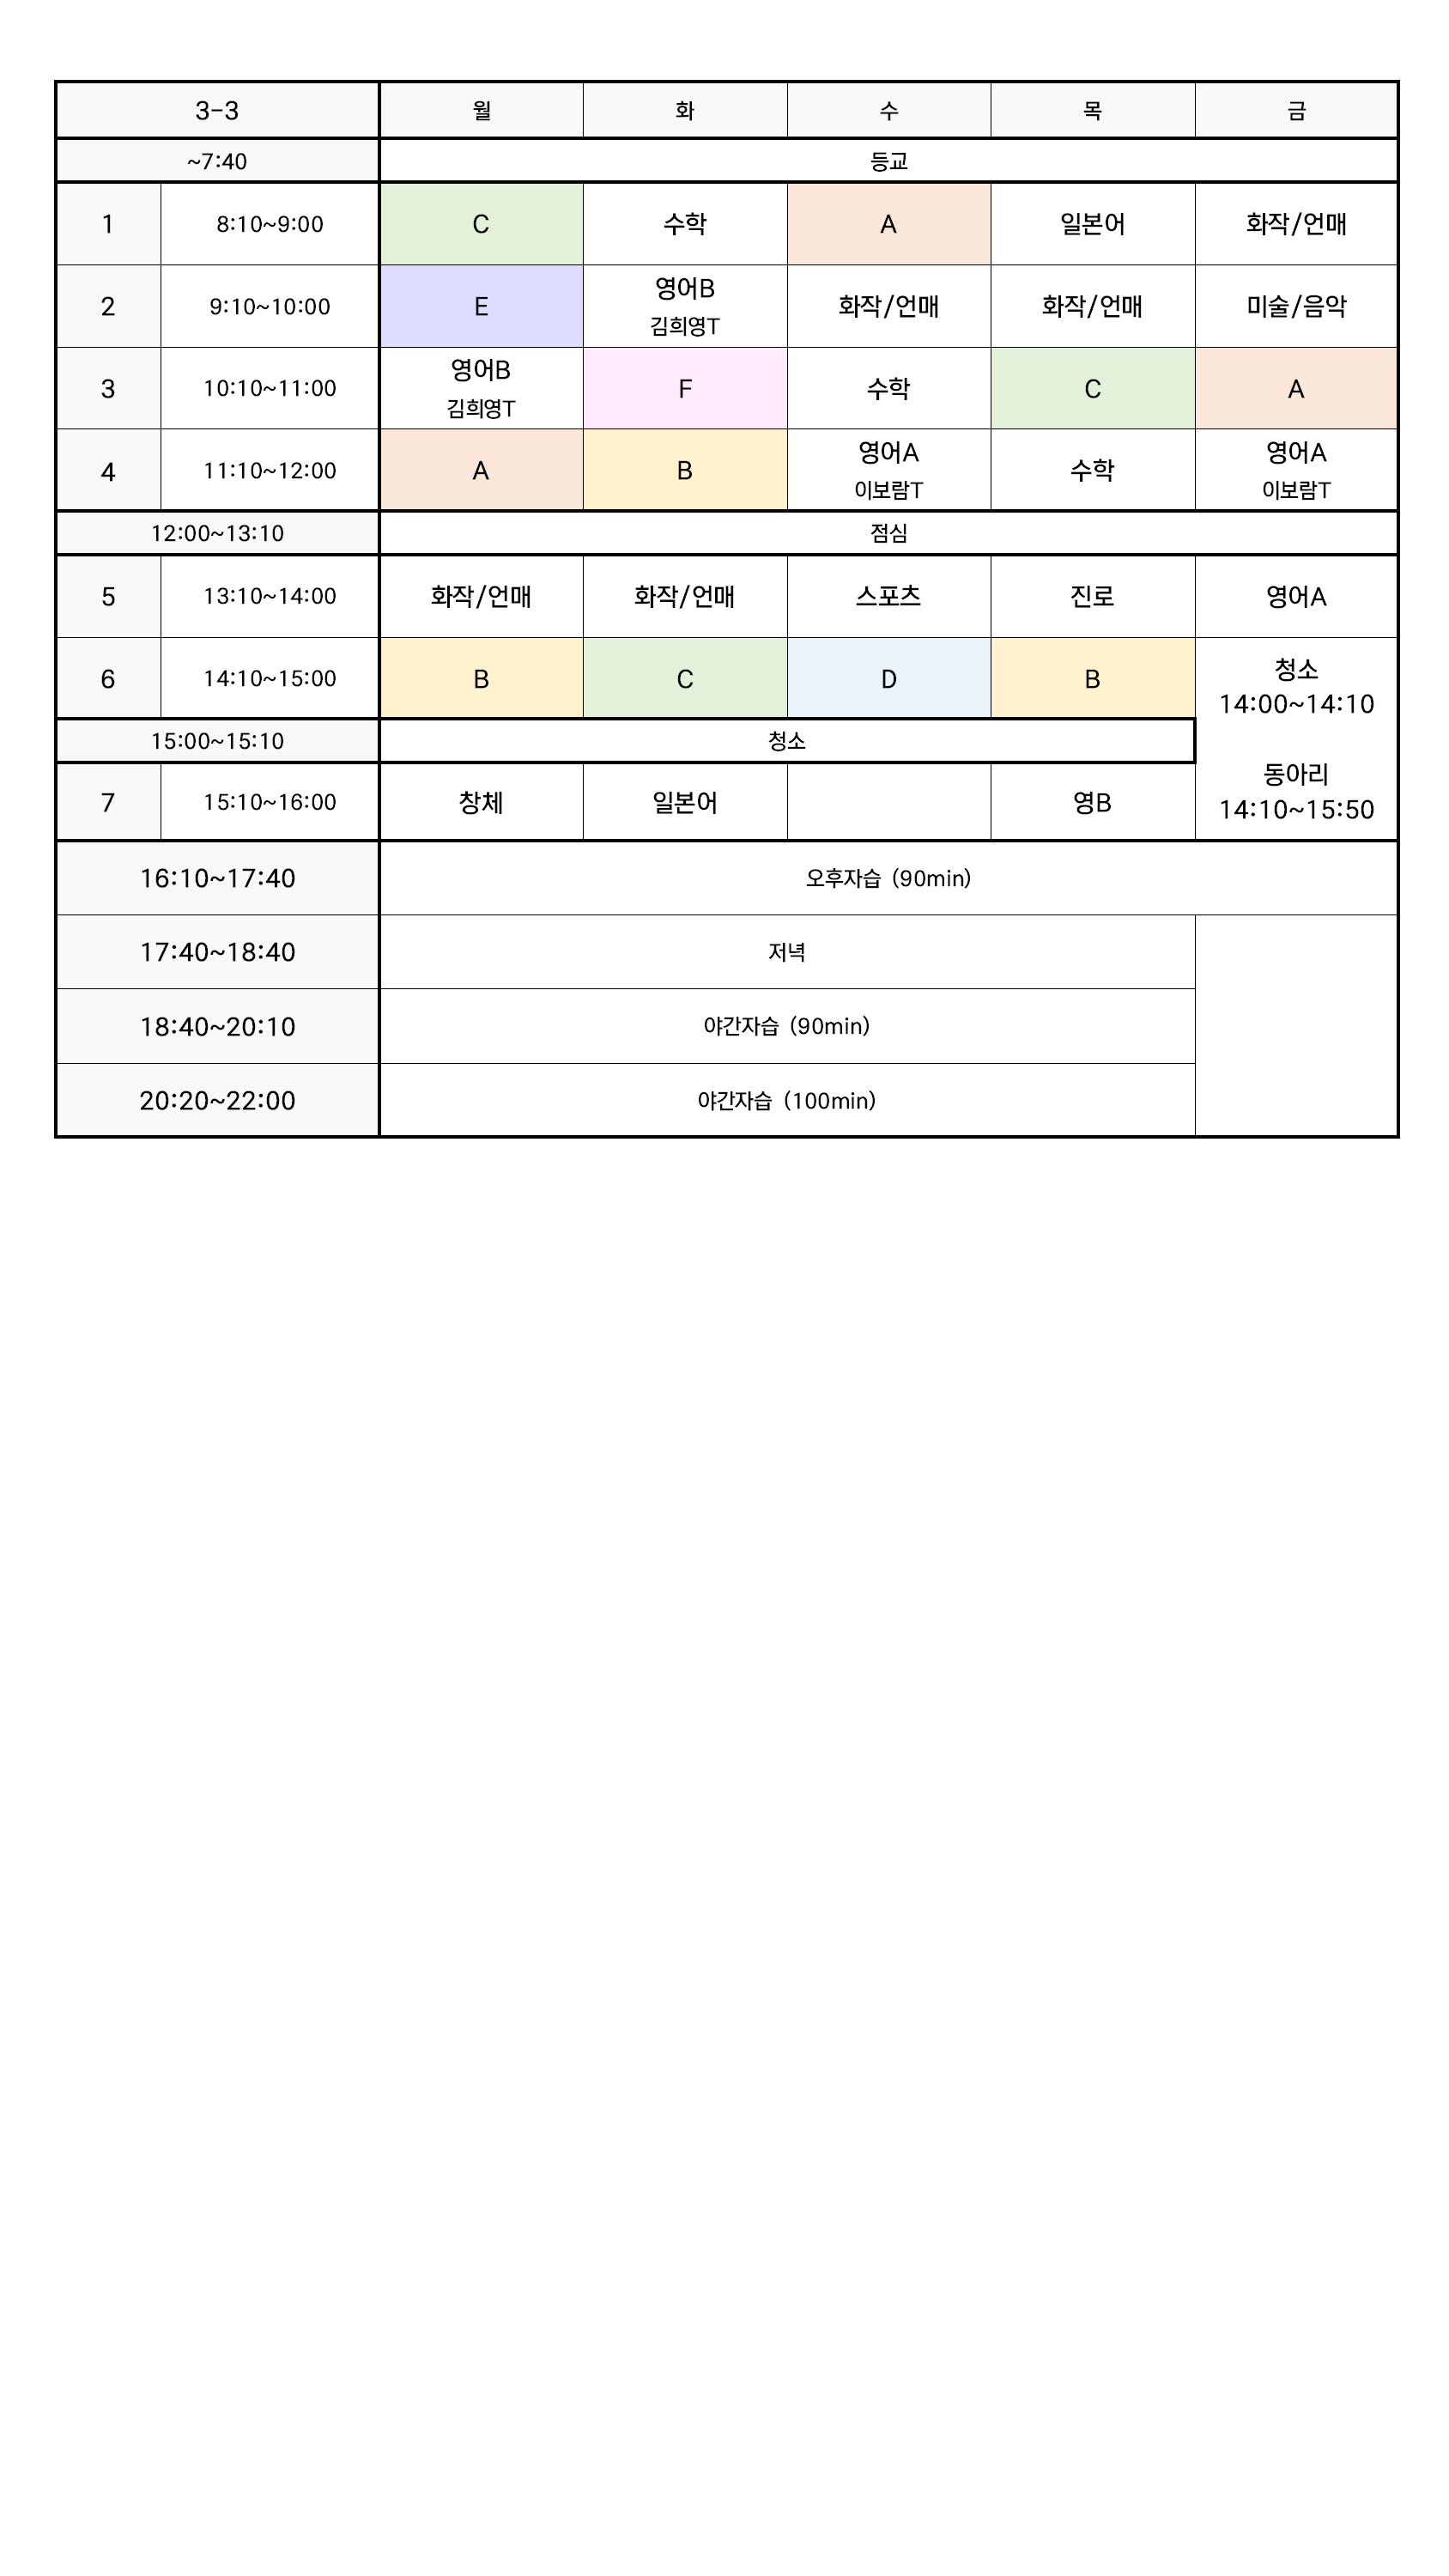 3-3 월 화 수 목 금
~7:40 등교
1 8:10~9:00 C 수학 A 일본어 화작/언매
2 9:10~10:00 E 영어B 화작/언매 화작/언매 미술/음악
김희영T
3 10:10~11:00 영어B F 수학 C A
김희영T
4 11:10~12:00 A B 영어A 수학 영어A
이보람T 이보람T
12:00~13:10 점심
5 13:10~14:00 화작/언매 화작/언매 스포츠 진로 영어A
6 14:10~15:00 B C D B 청소
14:00~14:10
15:00~15:10 청소
동아리
7 15:10~16:00 창체 일본어 영B 14:10~15:50
16:10~17:40 오후자습 (90min)
17:40~18:40 저녁
18:40~20:10 야간자습 (90min)
20:20~22:00 야간자습 (100min)